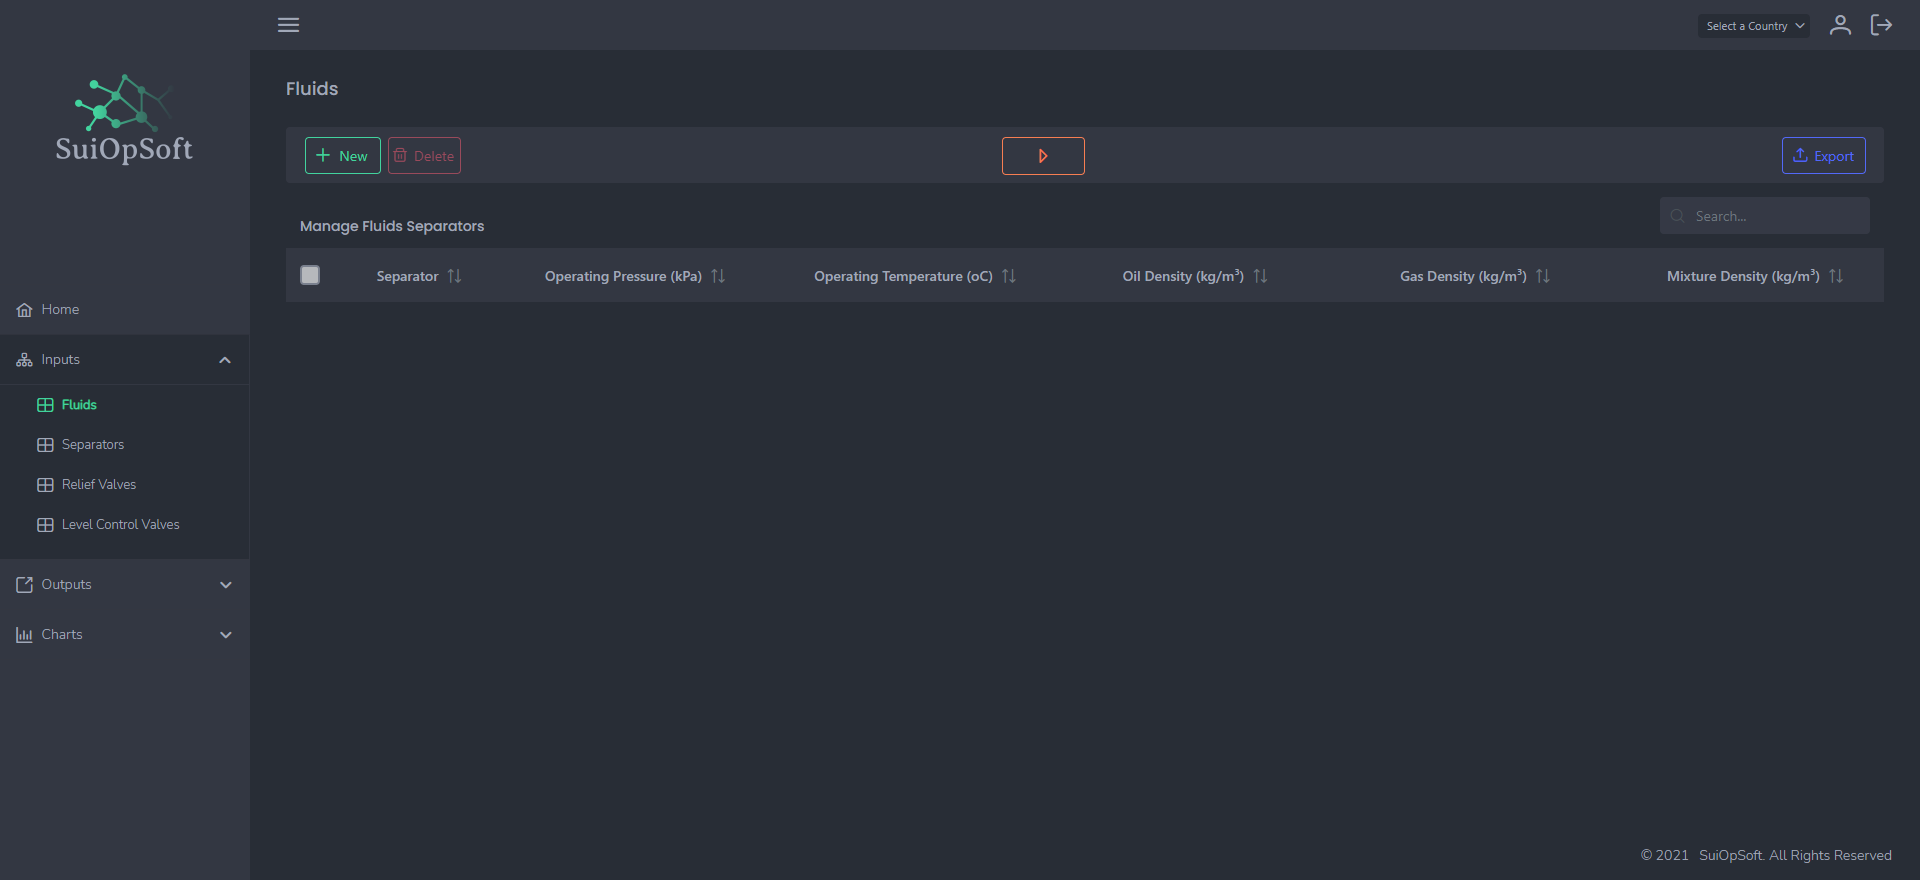 Select a Country
SuiOpSoft
Fluids
New
Delete
Export
Manage Fluids Separators
Search...
Separator Operating Pressure (kPa) Operating Temperature (oC) Oil Density (kg/m³) Gas Density (kg/m³) Mixture Density (kg/m³)
Home
Inputs
Fluids
Separators
Relief Valves
Level Control Valves
Outputs
Charts
© 2021 SuiOpSoft. All Rights Reserved